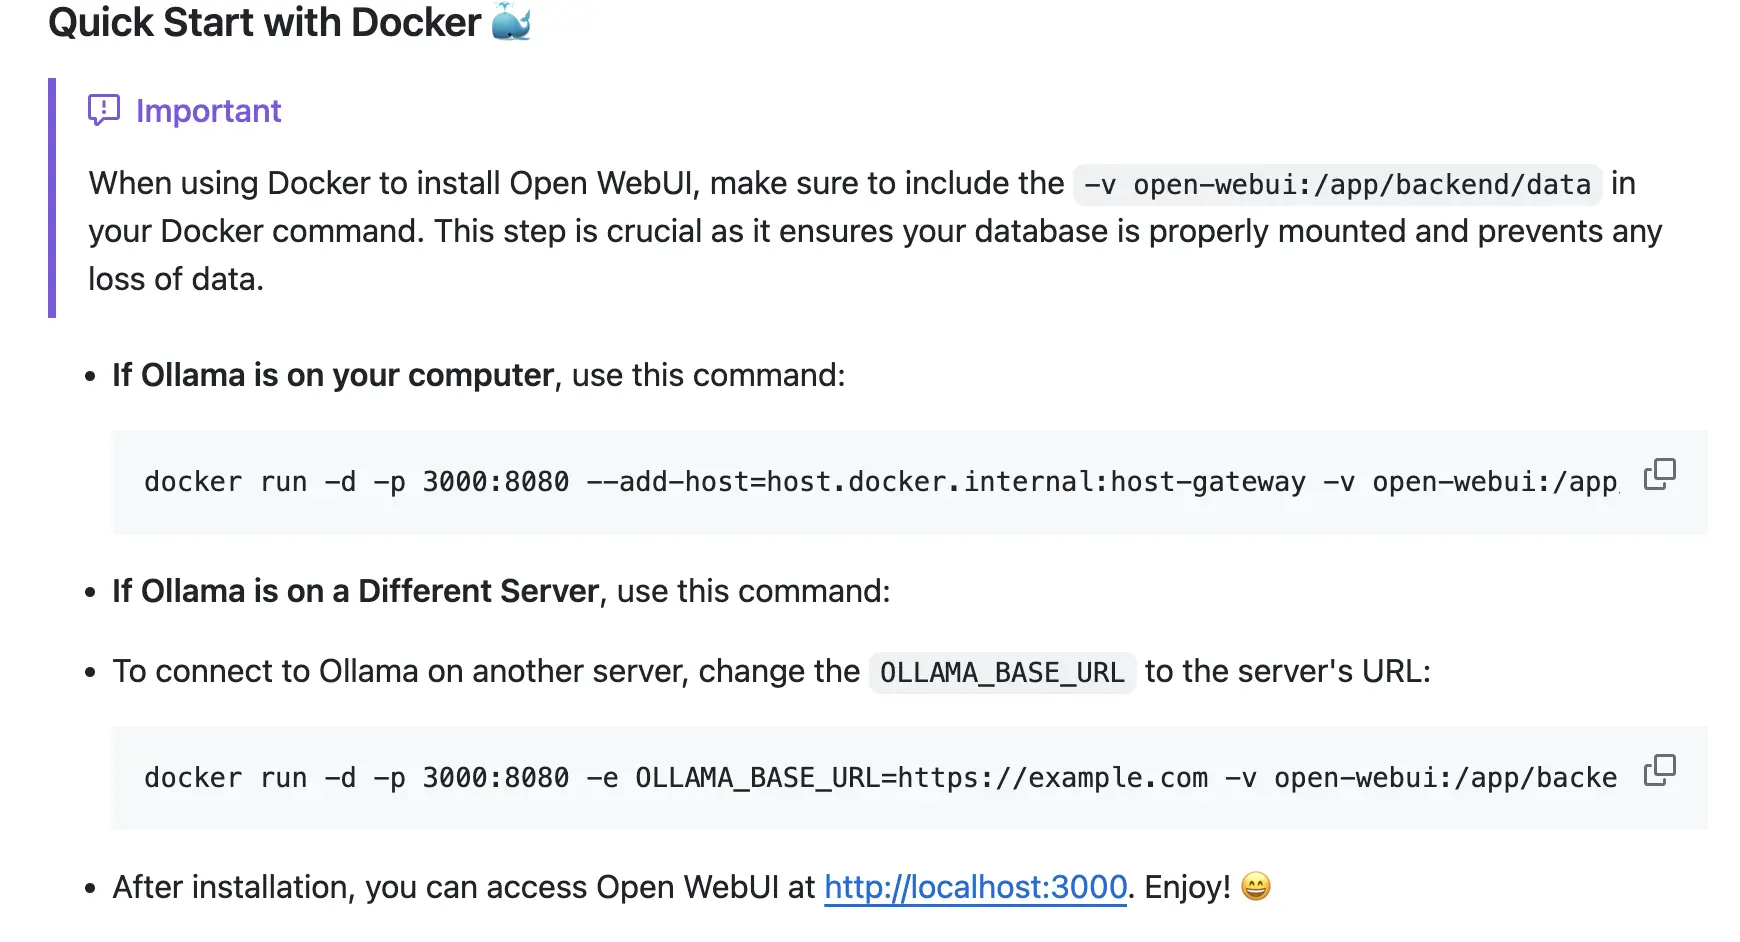 Quick Start with Docker 🐳
Important
When using Docker to install Open WebUI, make sure to include the -v open-webui:/app/backend/data in
your Docker command. This step is crucial as it ensures your database is properly mounted and prevents any
loss of data.
• If Ollama is on your computer, use this command:
docker run -d -p 3000:8080 --add-host=host.docker.internal:host-gateway -v open-webui:/app
• If Ollama is on a Different Server, use this command:
• To connect to Ollama on another server, change the OLLAMA_BASE_URL to the server's URL:
docker run -d -p 3000:8080 -e OLLAMA_BASE_URL=https://example.com -v open-webui:/app/backe
• After installation, you can access Open WebUI at http://localhost:3000. Enjoy! 😄